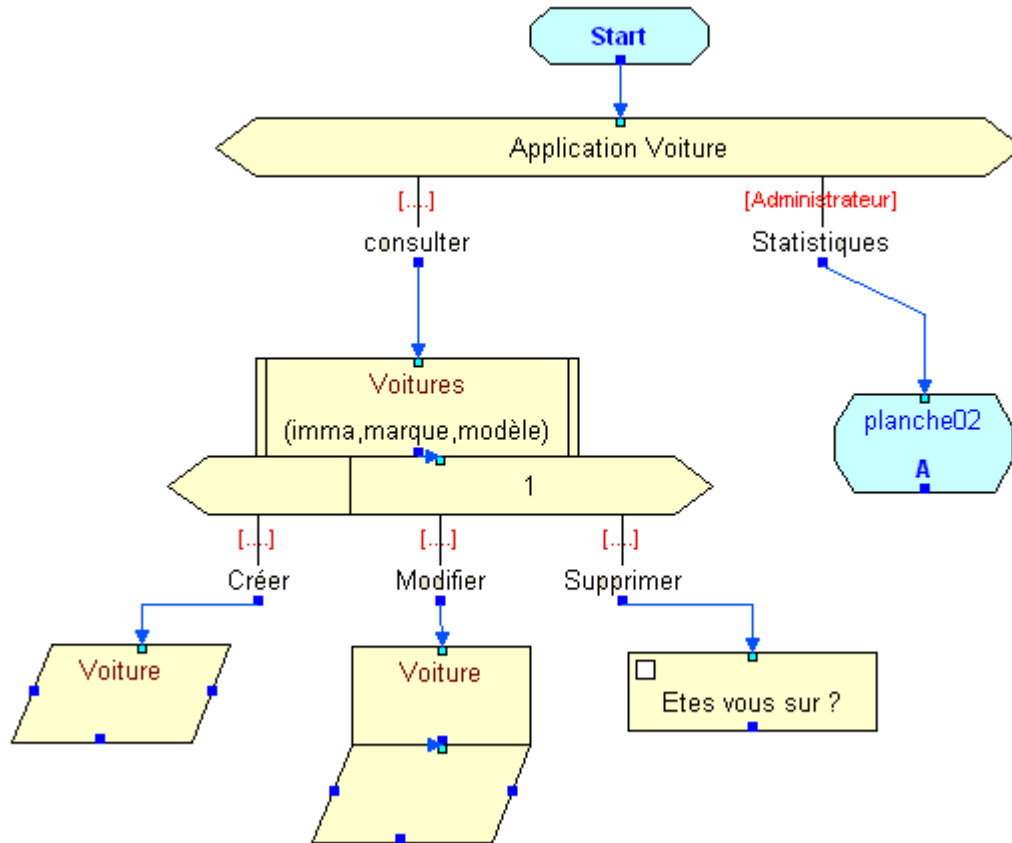 Start
Application Voiture
[....]
[Administrateur]
consulter
Statistiques
Voitures
(imma,marque,modèle)
planche02
A
1
[....]
[....]
[....]
Créer
Modifier
Supprimer
Voiture
Voiture
Etes vous sur ?